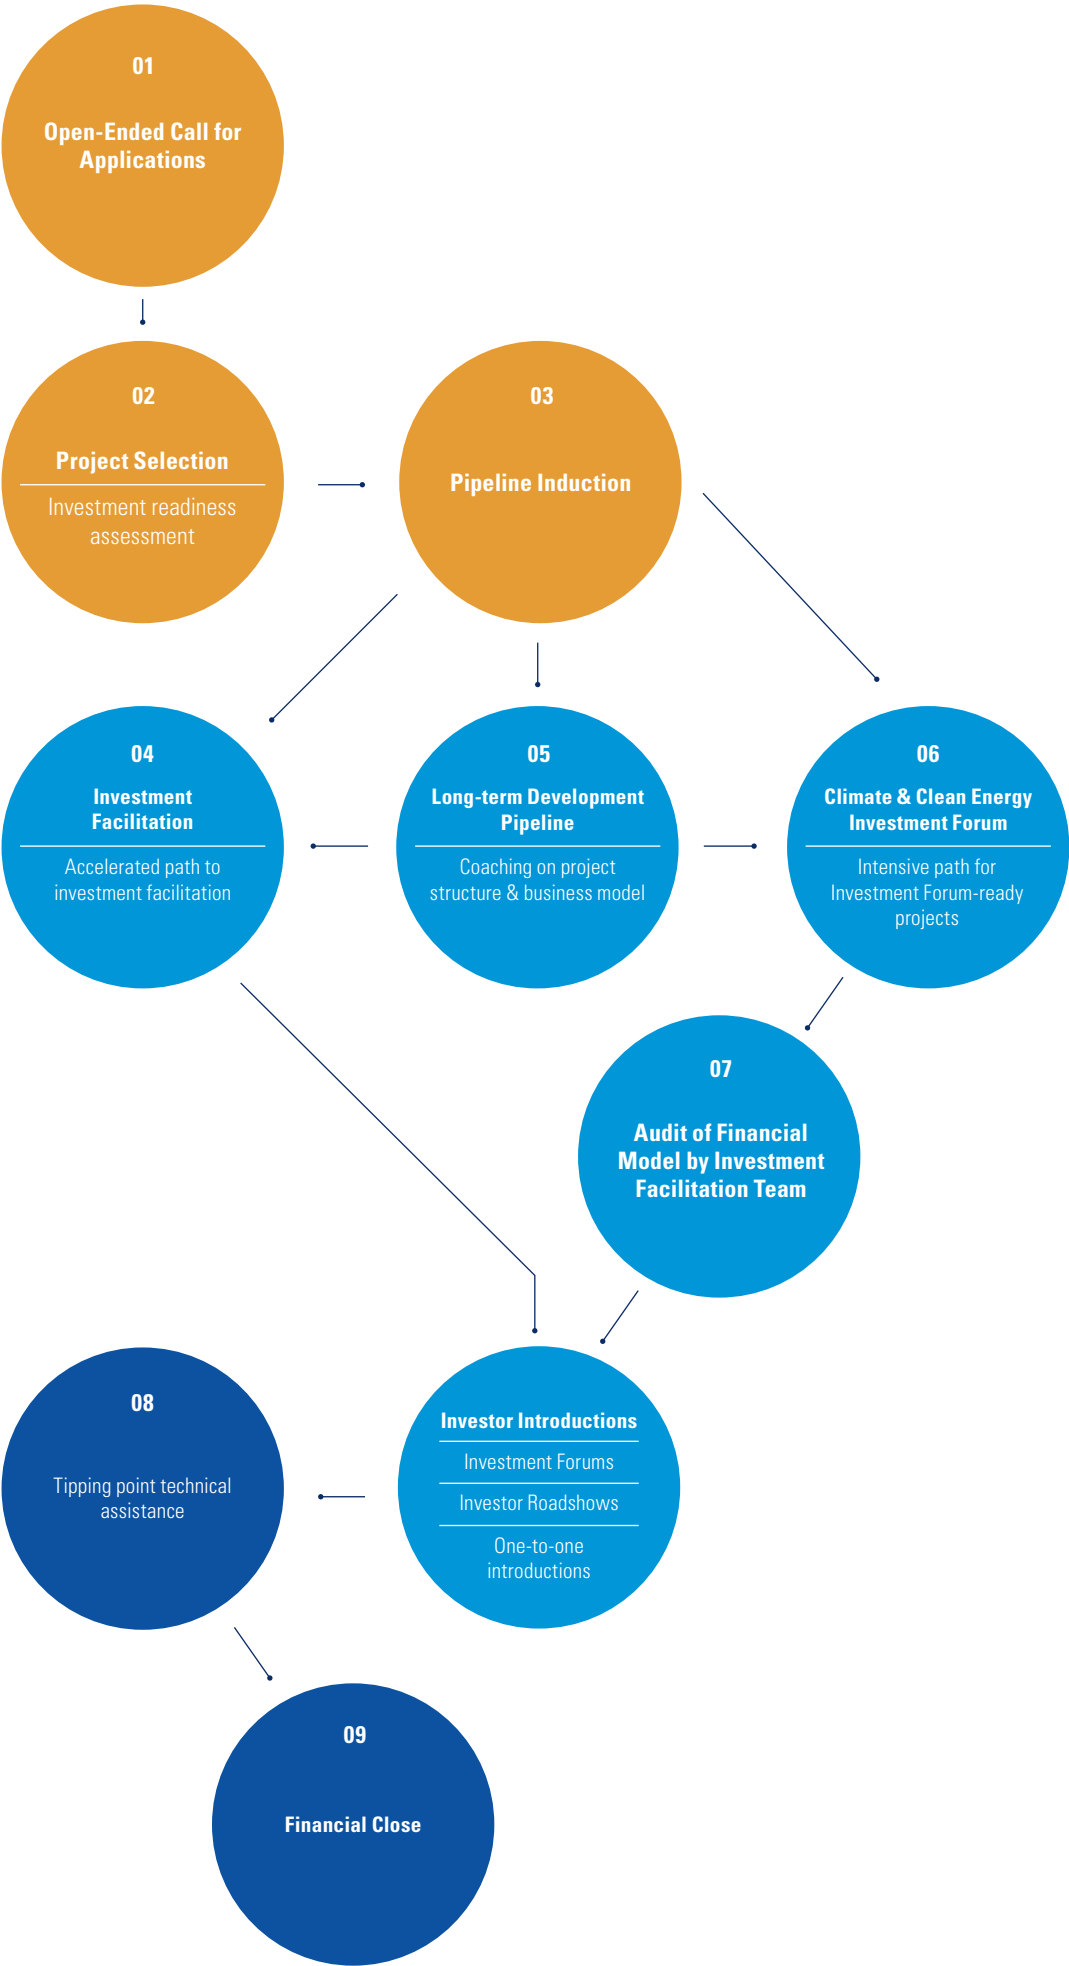 01
Open-Ended Call for
Applications
02
Project Selection
Investment readiness
assessment
03
Pipeline Induction
04
Investment
Facilitation
Accelerated path to
investment facilitation
05
Long-term Development
Pipeline
Coaching on project
structure & business model
06
Climate & Clean Energy
Investment Forum
Intensive path for
Investment Forum-ready
projects
07
Audit of Financial
Model by Investment
Facilitation Team
Investor Introductions
Investment Forums
Investor Roadshows
One-to-one
introductions
08
Tipping point technical
assistance
09
Financial Close